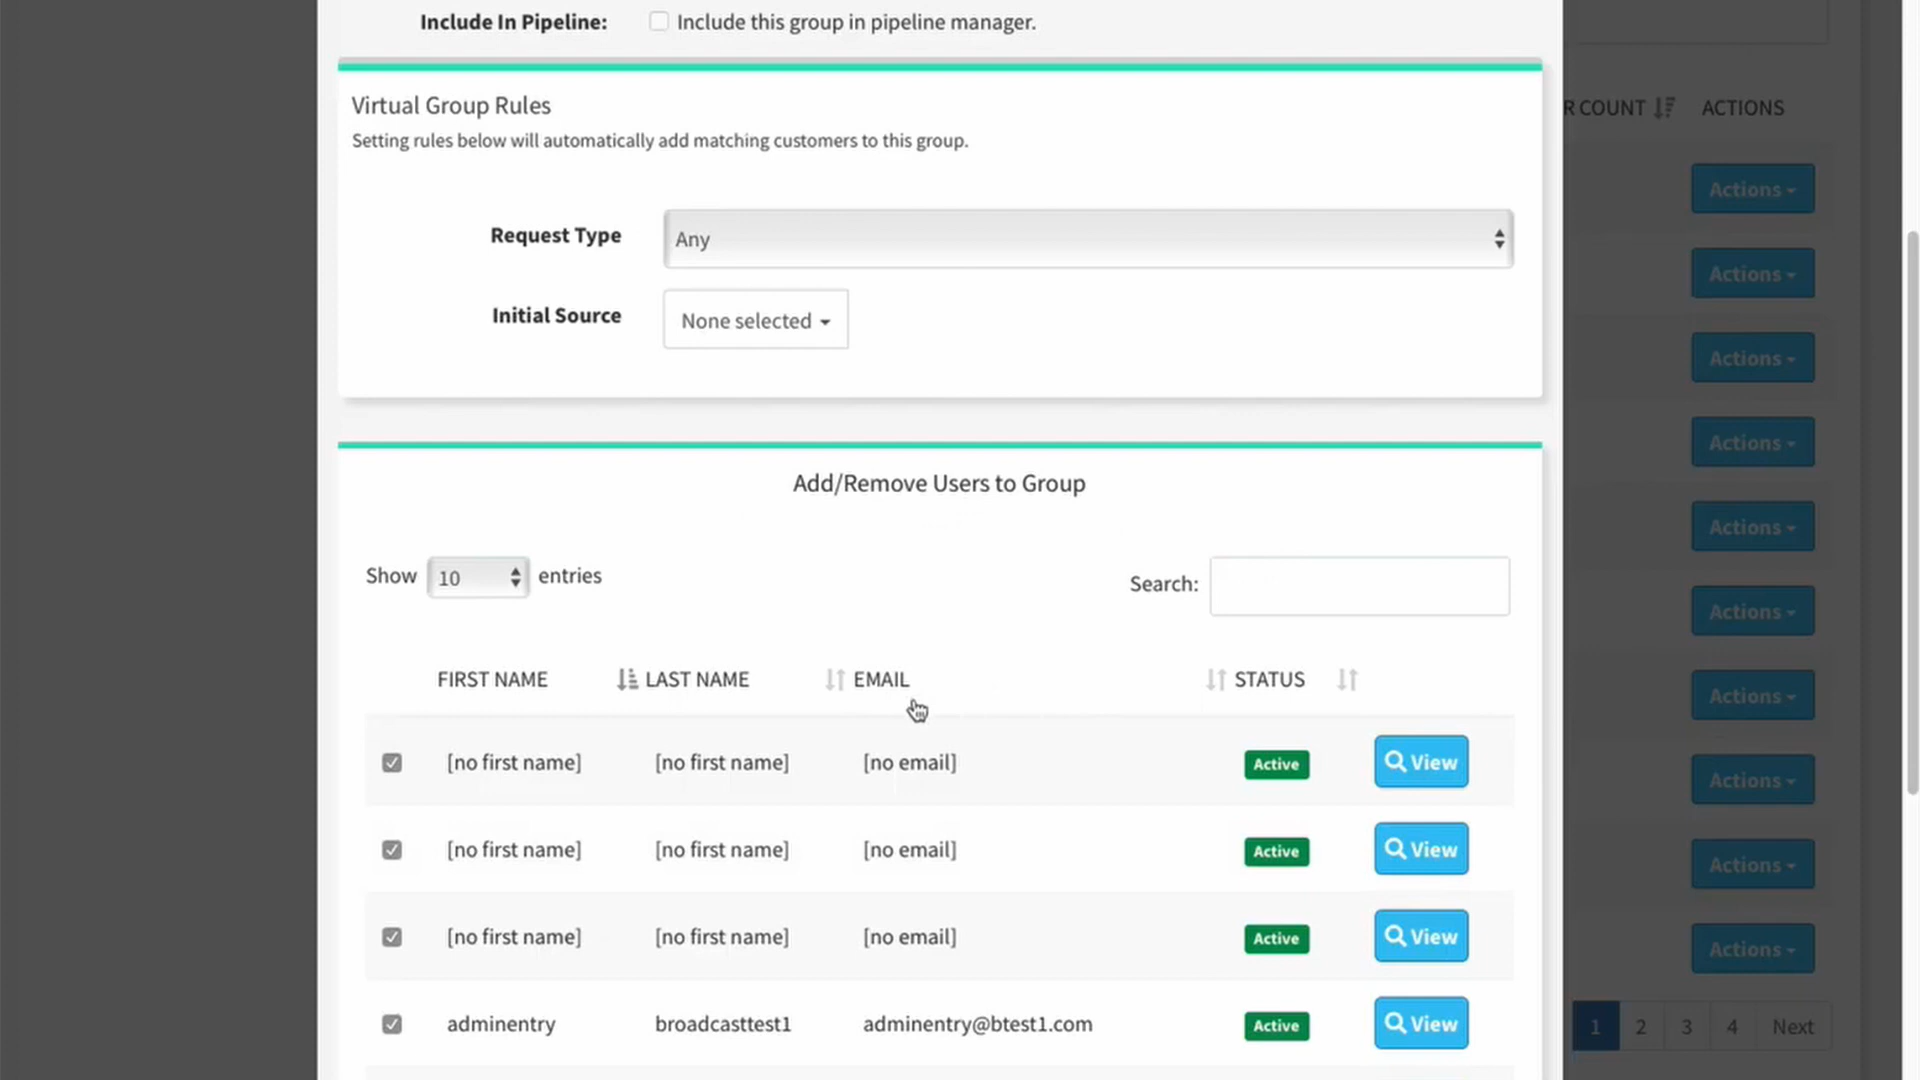 Include In Pipeline: Include this group in pipeline manager.
R COUNT ACTIONS
Virtual Group Rules
Setting rules below will automatically add matching customers to this group.
Actions
Request Type Any
Actions
Initial Source None selected
Actions
Actions
Add/Remove Users to Group
Actions
Show 10 entries Search:
Actions
FIRST NAME LAST NAME EMAIL STATUS
Actions
[no first name] [no first name] [no email] Active View
Actions
[no first name] [no first name] [no email] Active View
Actions
[no first name] [no first name] [no email] Active View
Actions
adminentry broadcasttest1 adminentry@btest1.com Active View
1 2 3 4 Next